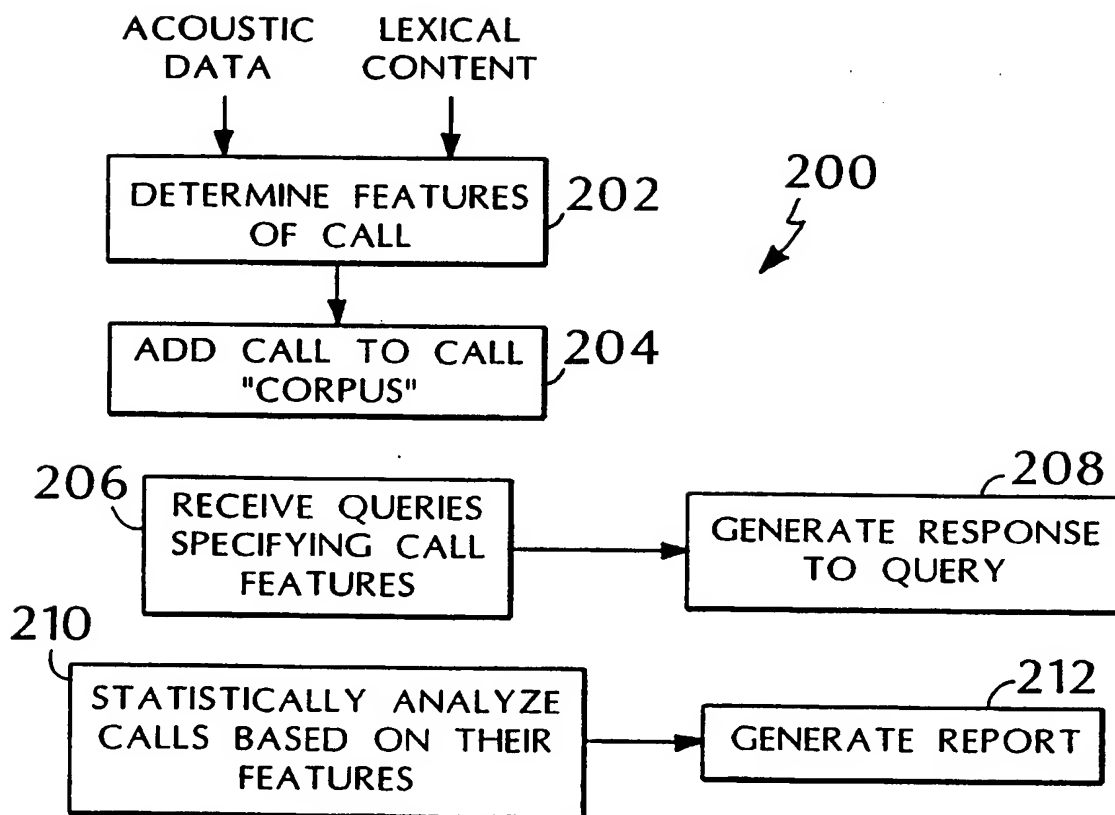 ACOUSTIC
DATA
LEXICAL
CONTENT
DETERMINE FEATURES
OF CALL
202
200
ADD CALL TO CALL
"CORPUS"
204
206
RECEIVE QUERIES
SPECIFYING CALL
FEATURES
208
GENERATE RESPONSE
TO QUERY
210
STATISTICALLY ANALYZE
CALLS BASED ON THEIR
FEATURES
212
GENERATE REPORT